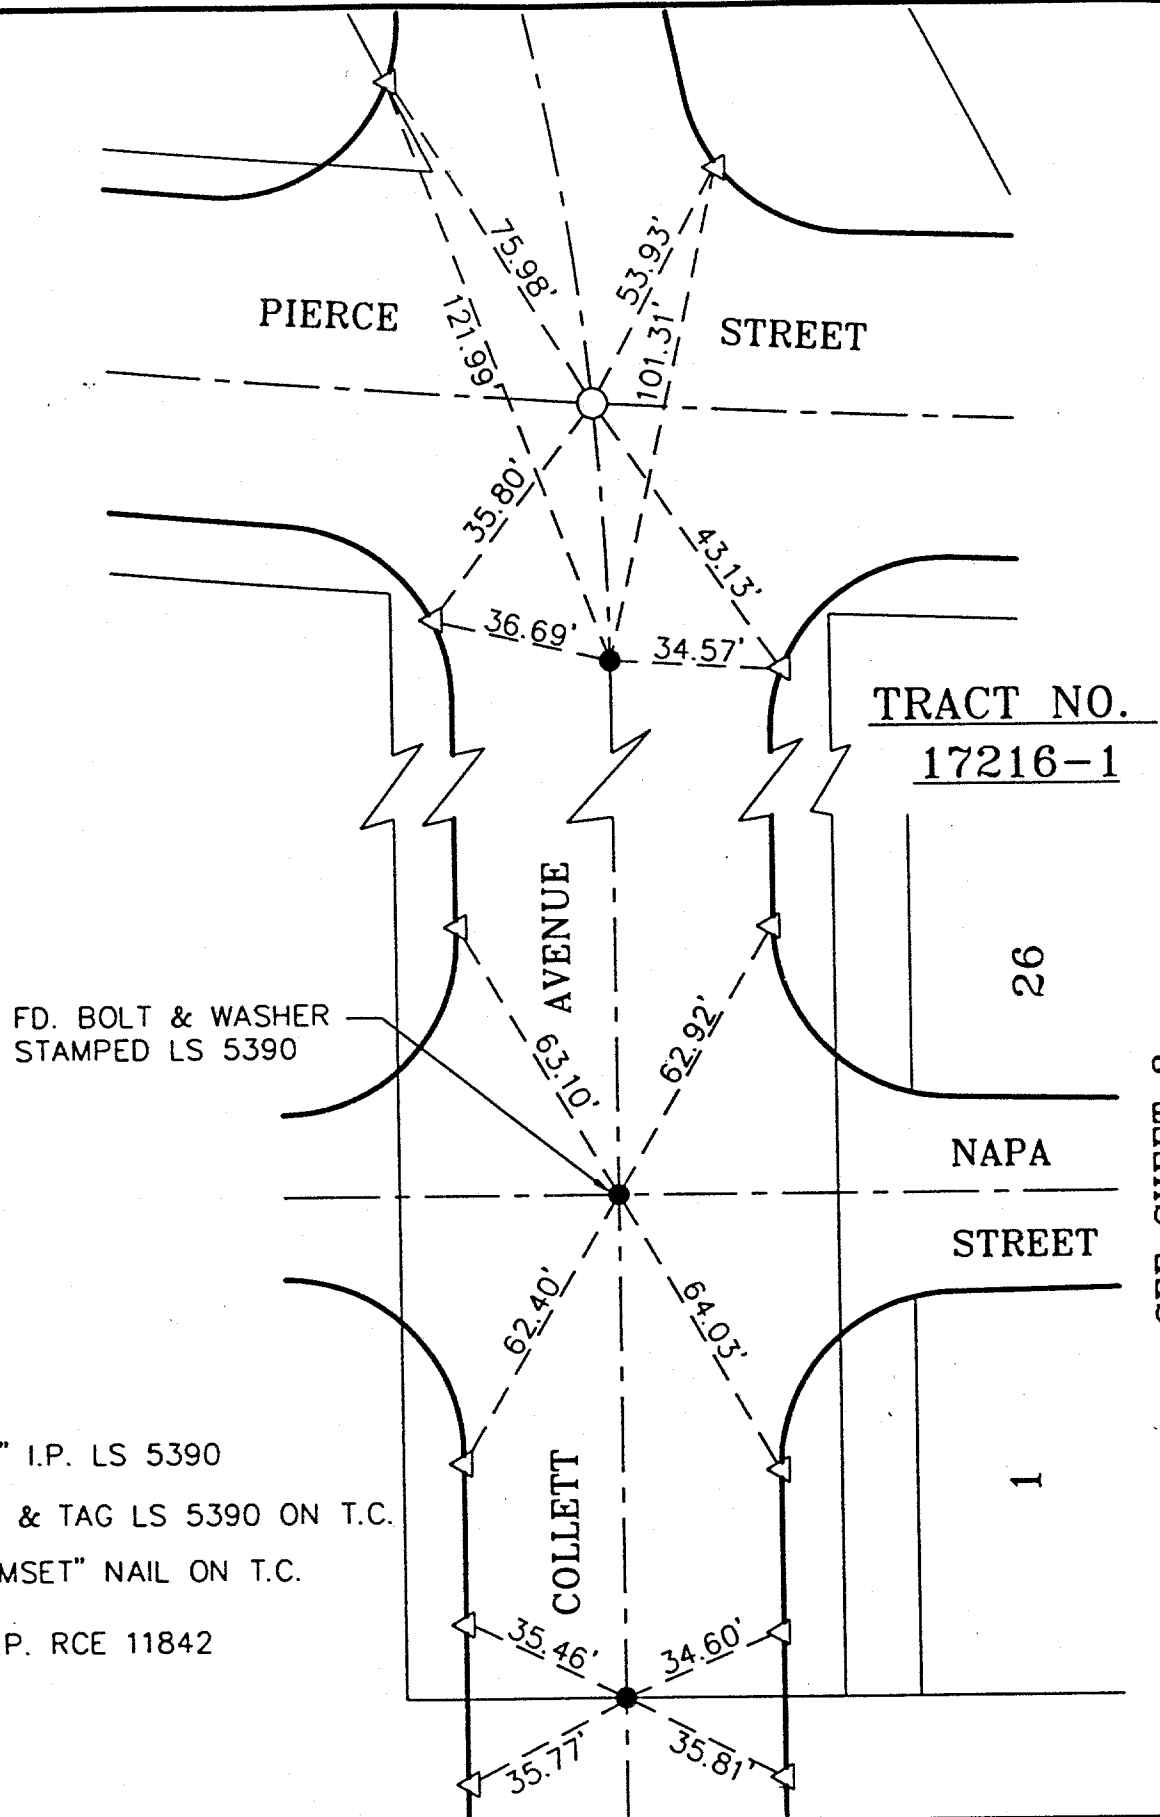 75.98'
53.93'
PIERCE
121.99'
101.31'
STREET
35.80'
43.13'
36.69'
34.57'
TRACT NO.
17216-1
AVENUE
26
FD. BOLT & WASHER
STAMPED LS 5390
63.10'
62.92'
NAPA
STREET
62.40'
64.03'
" I.P. LS 5390
& TAG LS 5390 ON T.C.
MSET" NAIL ON T.C.
P. RCE 11842
COLLETT
1
35.46'
34.60'
35.77'
35.81'